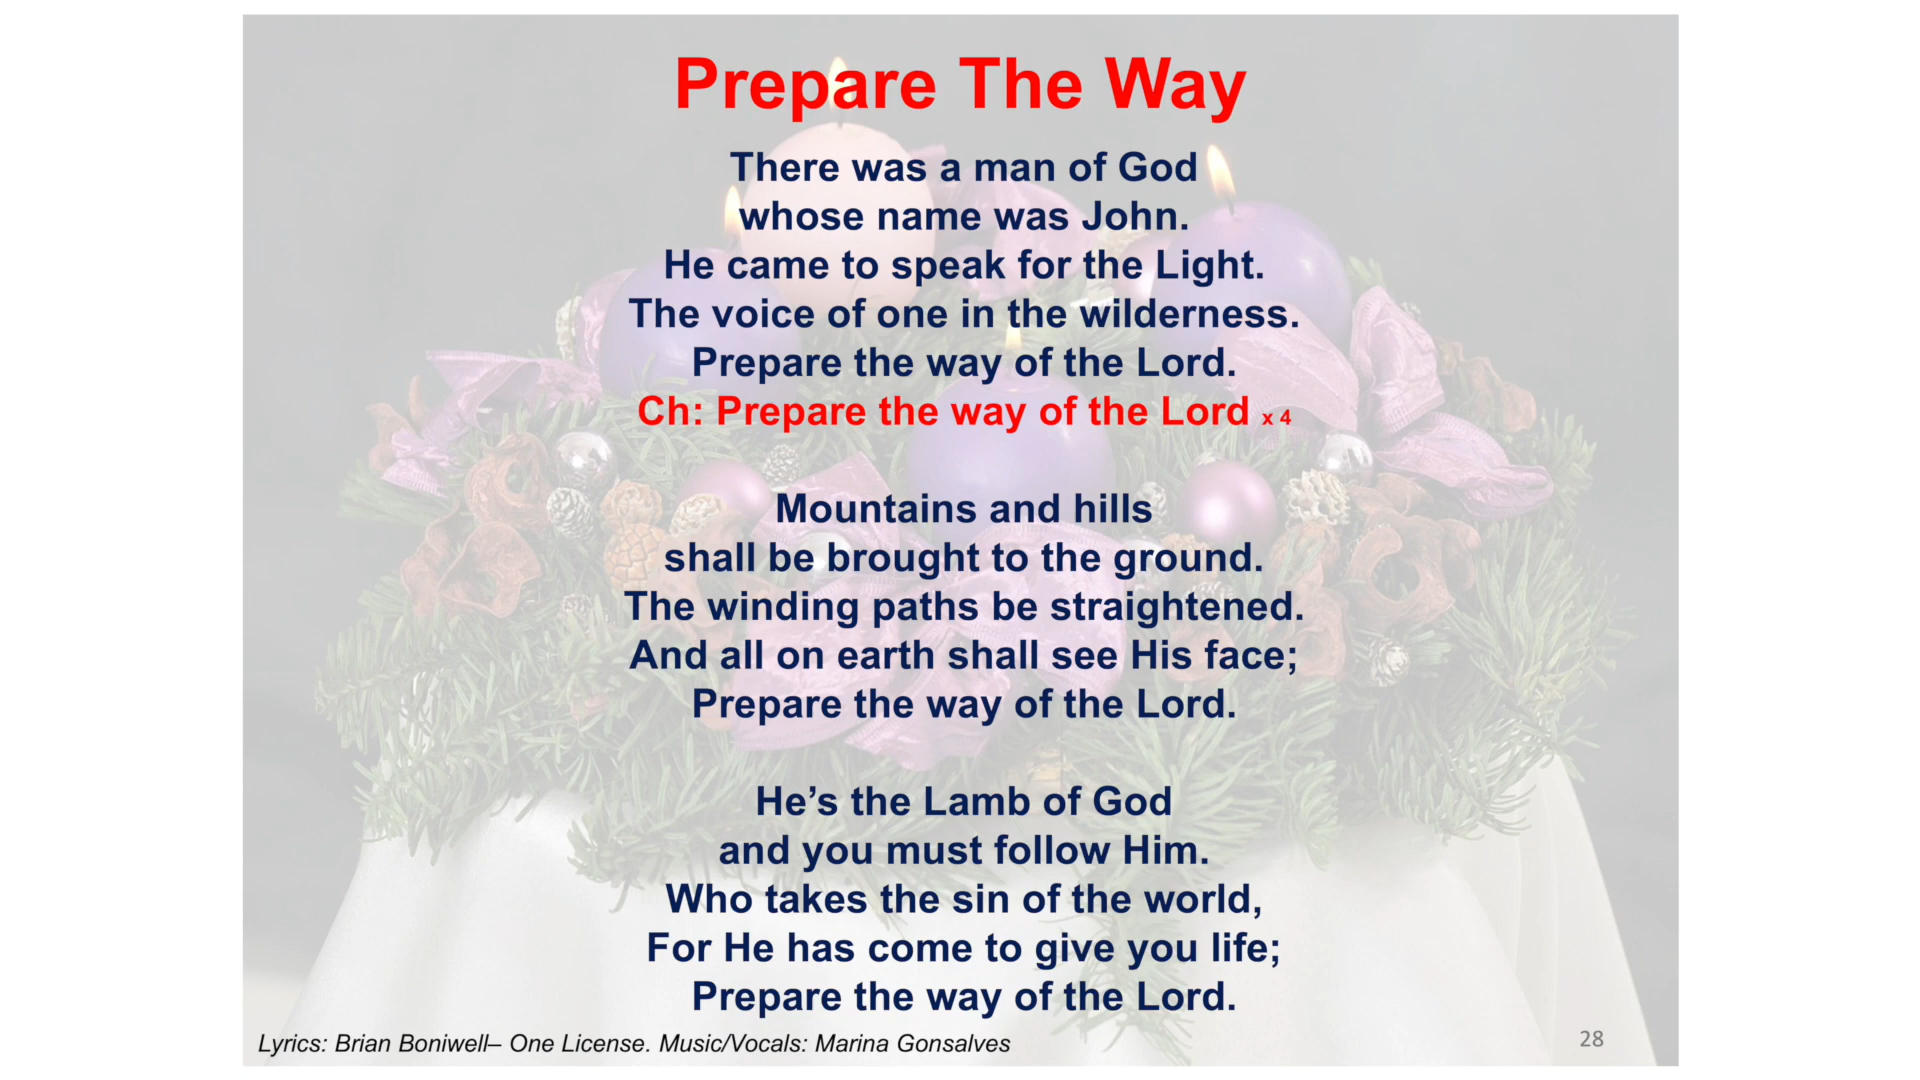 Prepare The Way
There was a man of God
whose name was John.
He came to speak for the Light.
The voice of one in the wilderness.
Prepare the way of the Lord.
Ch: Prepare the way of the Lord x 4
Mountains and hills
shall be brought to the ground.
The winding paths be straightened.
And all on earth shall see His face;
Prepare the way of the Lord.
He’s the Lamb of God
and you must follow Him.
Who takes the sin of the world,
For He has come to give you life;
Prepare the way of the Lord.
Lyrics: Brian Boniwell– One License. Music/Vocals: Marina Gonsalves
28